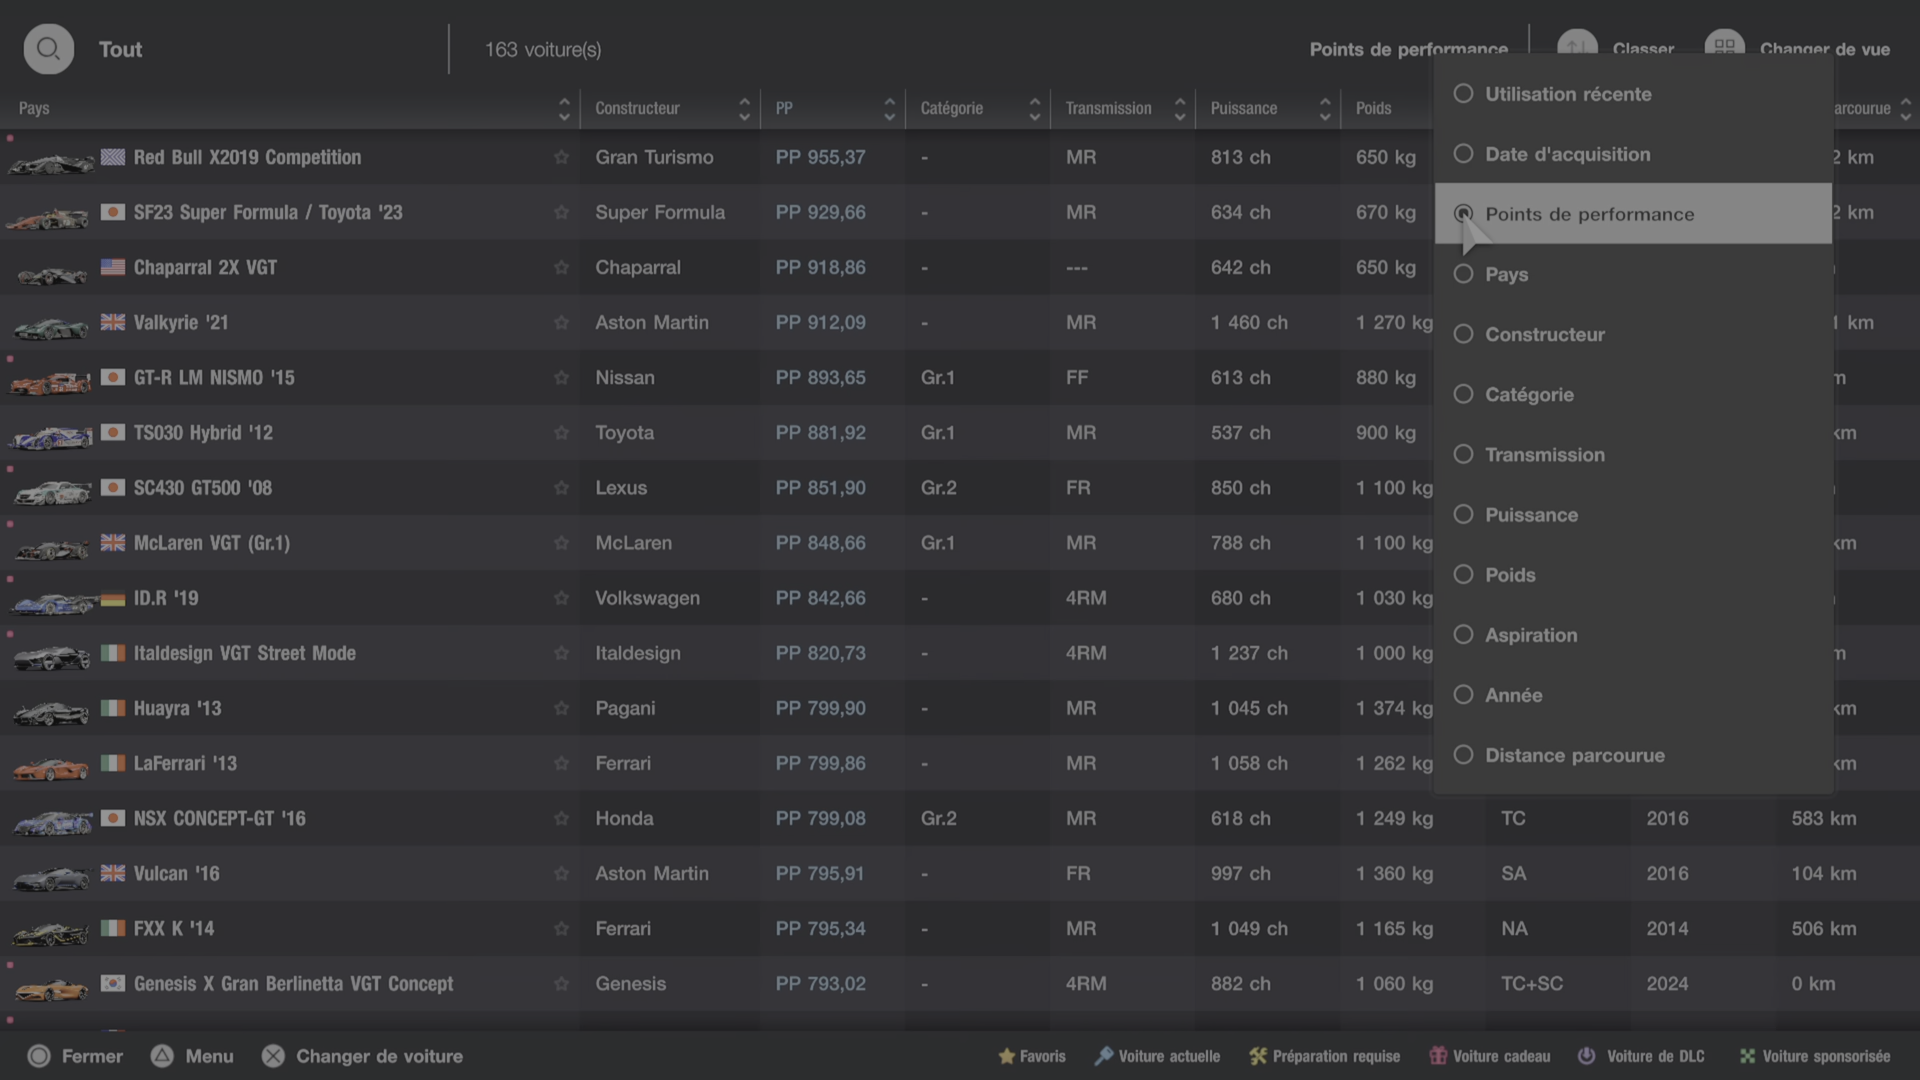 Tout
163 voiture(s)
Points de performance
Classer
Changer de vue
Pays Constructeur PP Catégorie Transmission Puissance Poids arcourue
Red Bull X2019 Competition Gran Turismo PP 955,37 - MR 813 ch 650 kg 2 km
SF23 Super Formula / Toyota '23 Super Formula PP 929,66 - MR 634 ch 670 kg 2 km
Chaparral 2X VGT Chaparral PP 918,86 - --- 642 ch 650 kg
Valkyrie '21 Aston Martin PP 912,09 - MR 1 460 ch 1 270 kg 1 km
GT-R LM NISMO '15 Nissan PP 893,65 Gr.1 FF 613 ch 880 kg m
TS030 Hybrid '12 Toyota PP 881,92 Gr.1 MR 537 ch 900 kg km
SC430 GT500 '08 Lexus PP 851,90 Gr.2 FR 850 ch 1 100 kg
McLaren VGT (Gr.1) McLaren PP 848,66 Gr.1 MR 788 ch 1 100 kg km
ID.R '19 Volkswagen PP 842,66 - 4RM 680 ch 1 030 kg
Italdesign VGT Street Mode Italdesign PP 820,73 - 4RM 1 237 ch 1 000 kg m
Huayra '13 Pagani PP 799,90 - MR 1 045 ch 1 374 kg km
LaFerrari '13 Ferrari PP 799,86 - MR 1 058 ch 1 262 kg km
NSX CONCEPT-GT '16 Honda PP 799,08 Gr.2 MR 618 ch 1 249 kg TC 2016 583 km
Vulcan '16 Aston Martin PP 795,91 - FR 997 ch 1 360 kg SA 2016 104 km
FXX K '14 Ferrari PP 795,34 - MR 1 049 ch 1 165 kg NA 2014 506 km
Genesis X Gran Berlinetta VGT Concept Genesis PP 793,02 - 4RM 882 ch 1 060 kg TC+SC 2024 0 km
Utilisation récente
Date d'acquisition
Points de performance
Pays
Constructeur
Catégorie
Transmission
Puissance
Poids
Aspiration
Année
Distance parcourue
Fermer Menu Changer de voiture Favoris Voiture actuelle Préparation requise Voiture cadeau Voiture de DLC Voiture sponsorisée